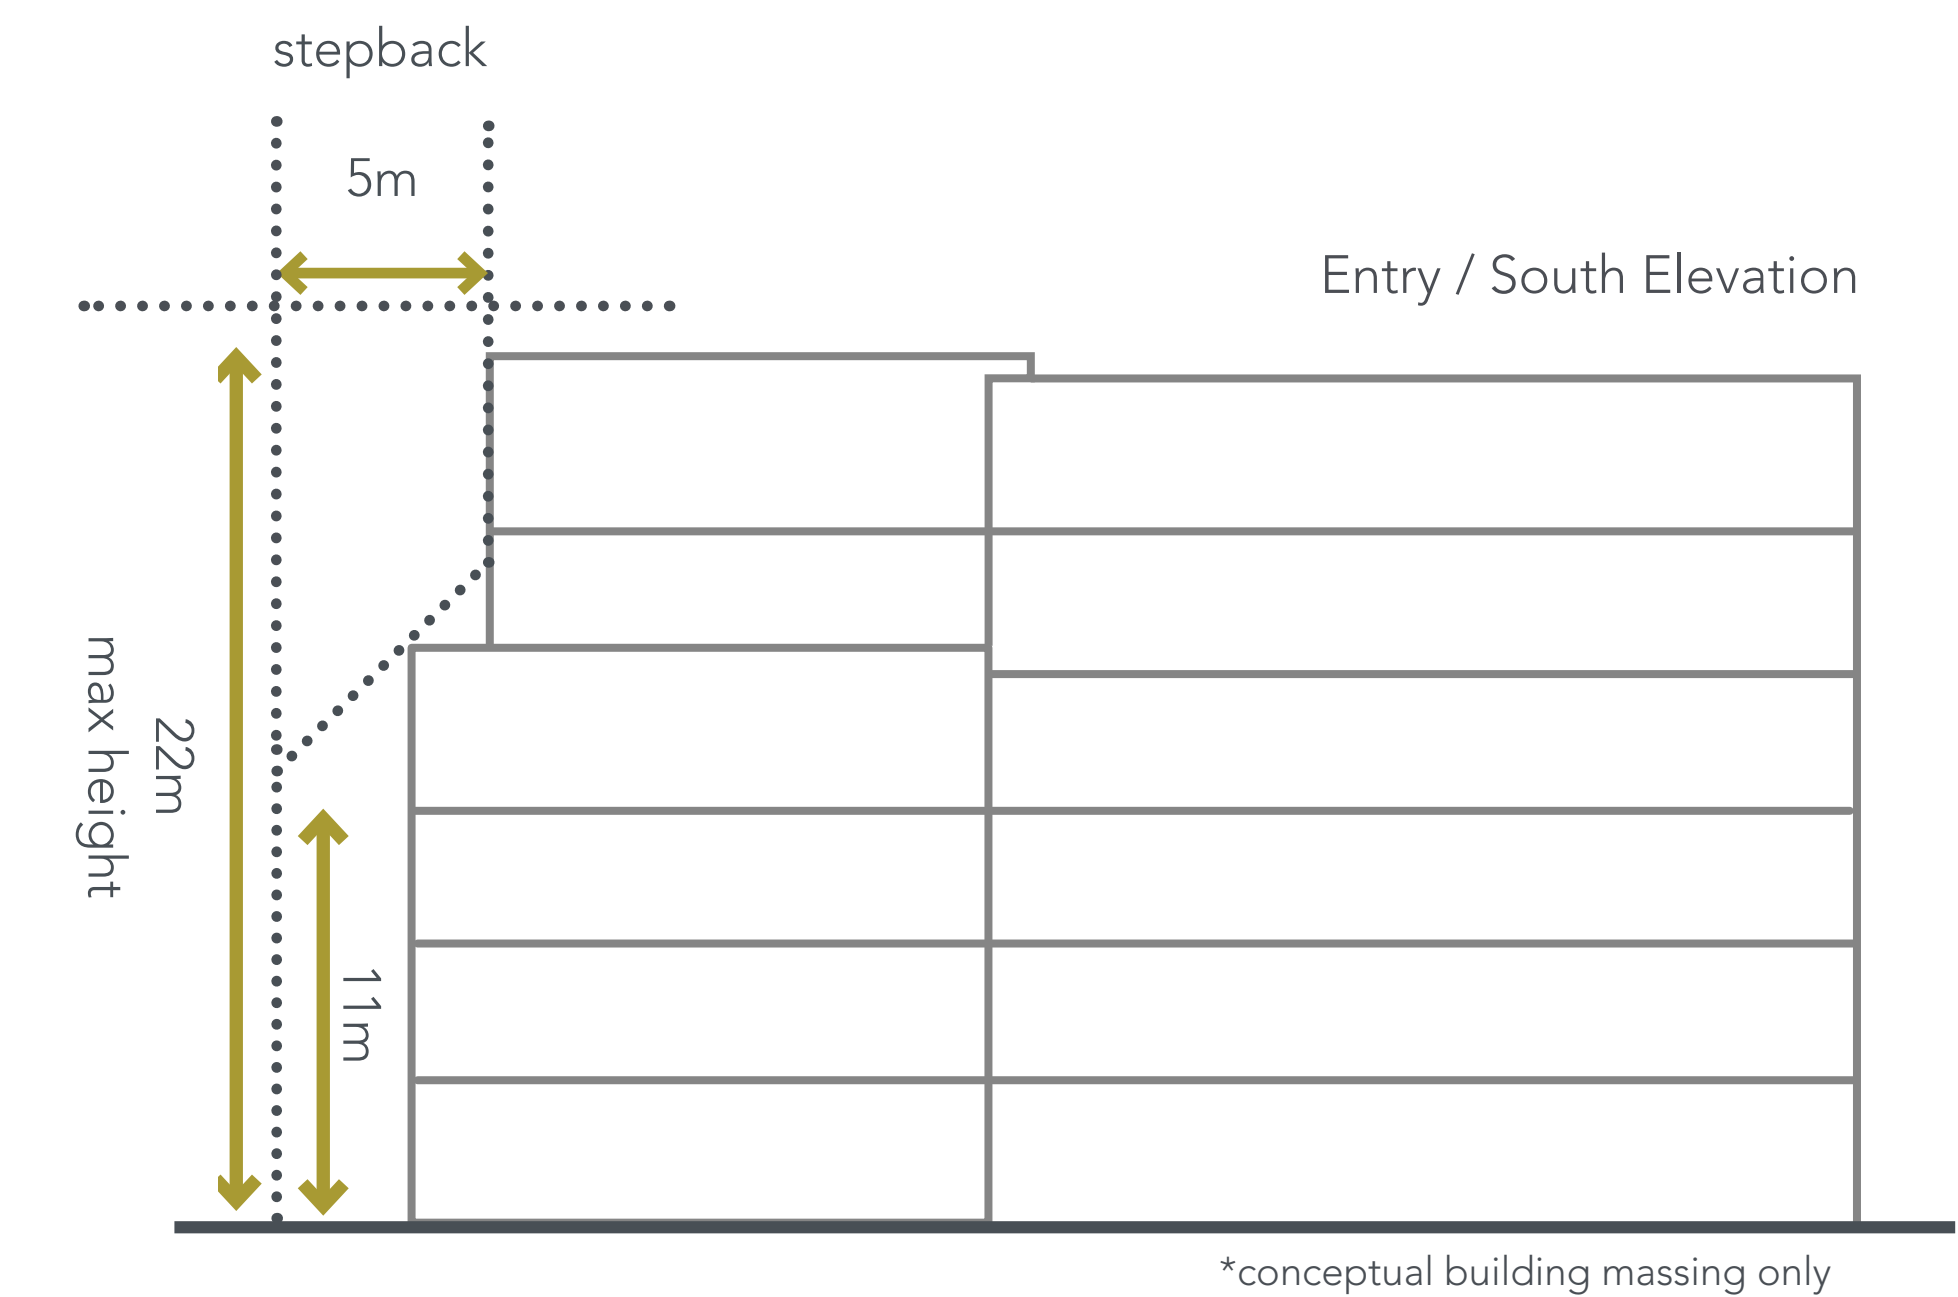 stepback
5m
Entry / South Elevation
22m
max height
11m
*conceptual building massing only